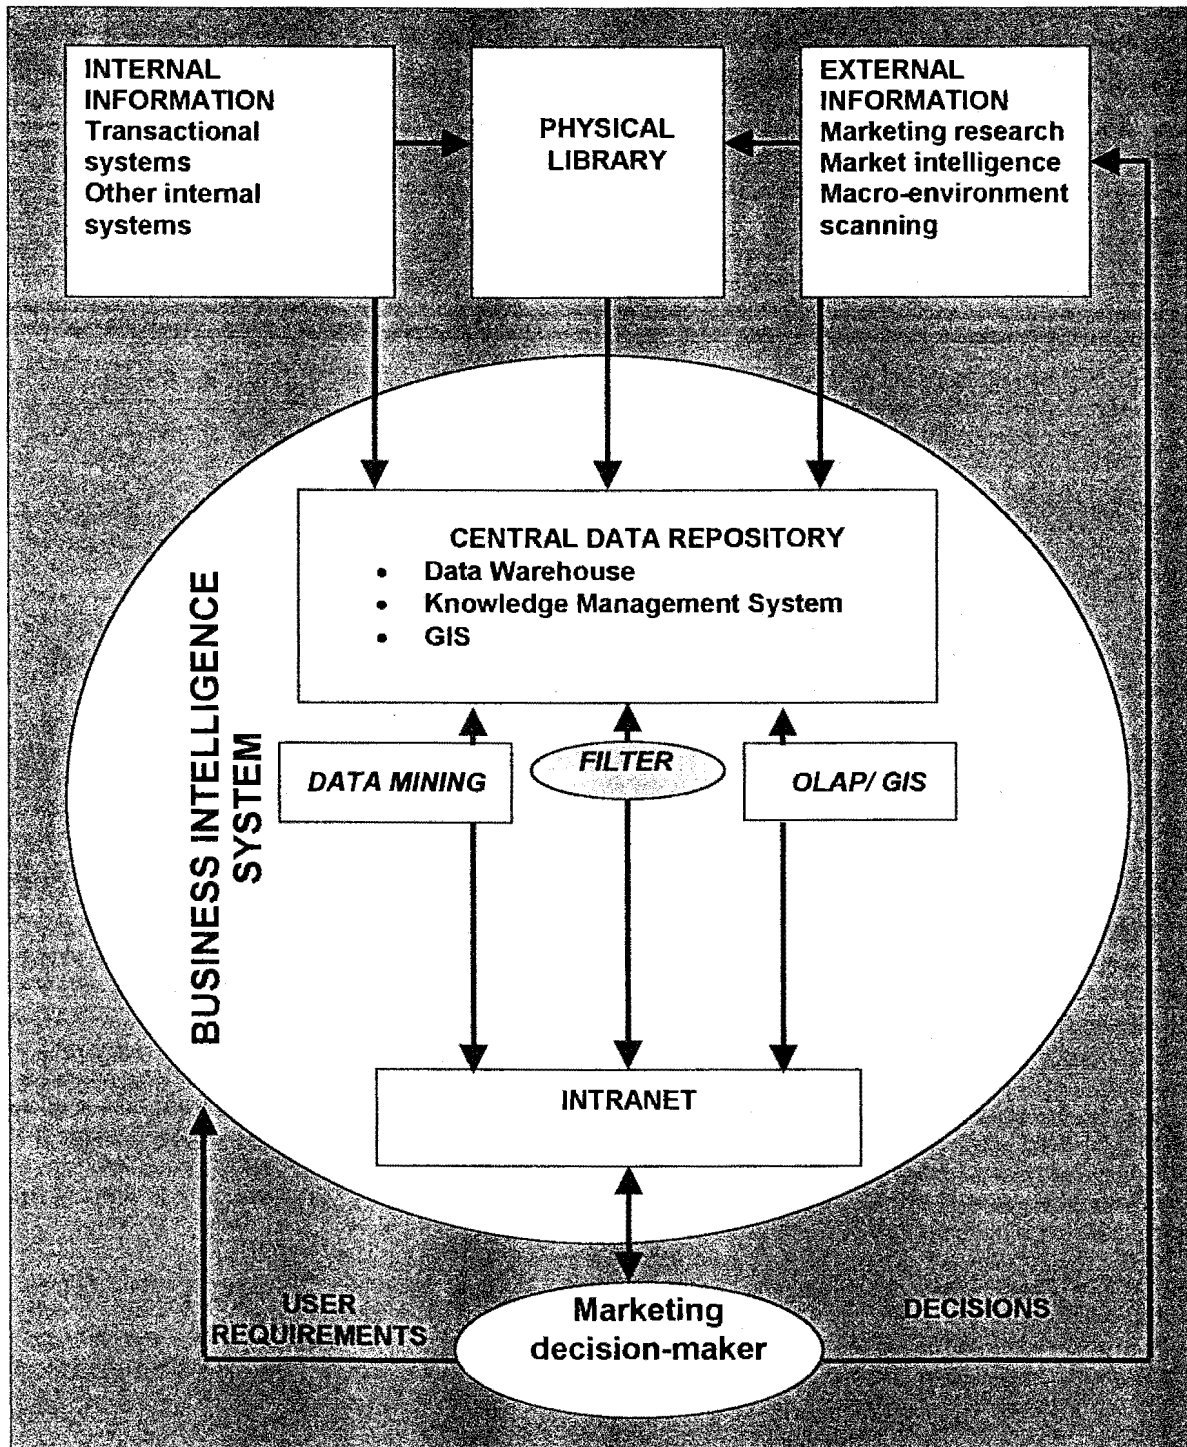 INTERNAL
INFORMATION
Transactional
systems
Other internal
systems
PHYSICAL
LIBRARY
EXTERNAL
INFORMATION
Marketing research
Market intelligence
Macro-environment
scanning
CENTRAL DATA REPOSITORY
• Data Warehouse
• Knowledge Management System
• GIS
BUSINESS INTELLIGENCE
SYSTEM
DATA MINING
FILTER
OLAP/ GIS
INTRANET
USER
REQUIREMENTS
Marketing
decision-maker
DECISIONS